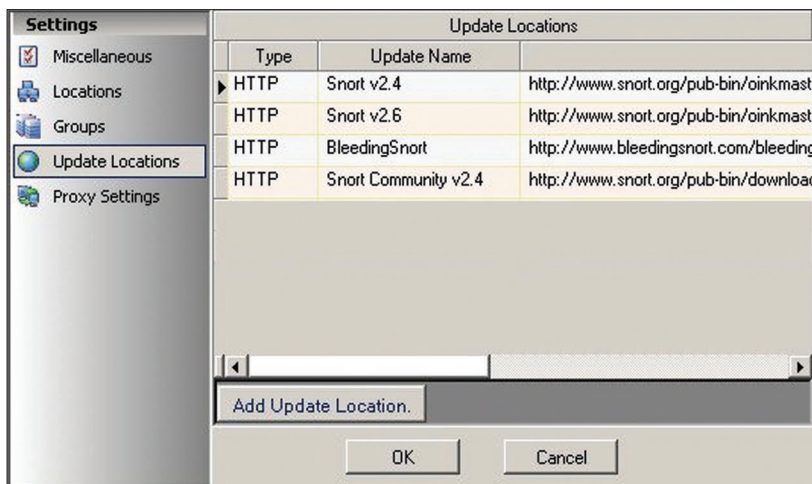 Settings
Miscellaneous
Locations
Groups
Update Locations
Proxy Settings
Update Locations
Type Update Name
HTTP Snort v2.4 http://www.snort.org/pub-bin/oinkmast
HTTP Snort v2.6 http://www.snort.org/pub-bin/oinkmast
HTTP BleedingSnort http://www.bleedingsnort.com/bleeding
HTTP Snort Community v2.4 http://www.snort.org/pub-bin/downloa
Add Update Location.
OK Cancel